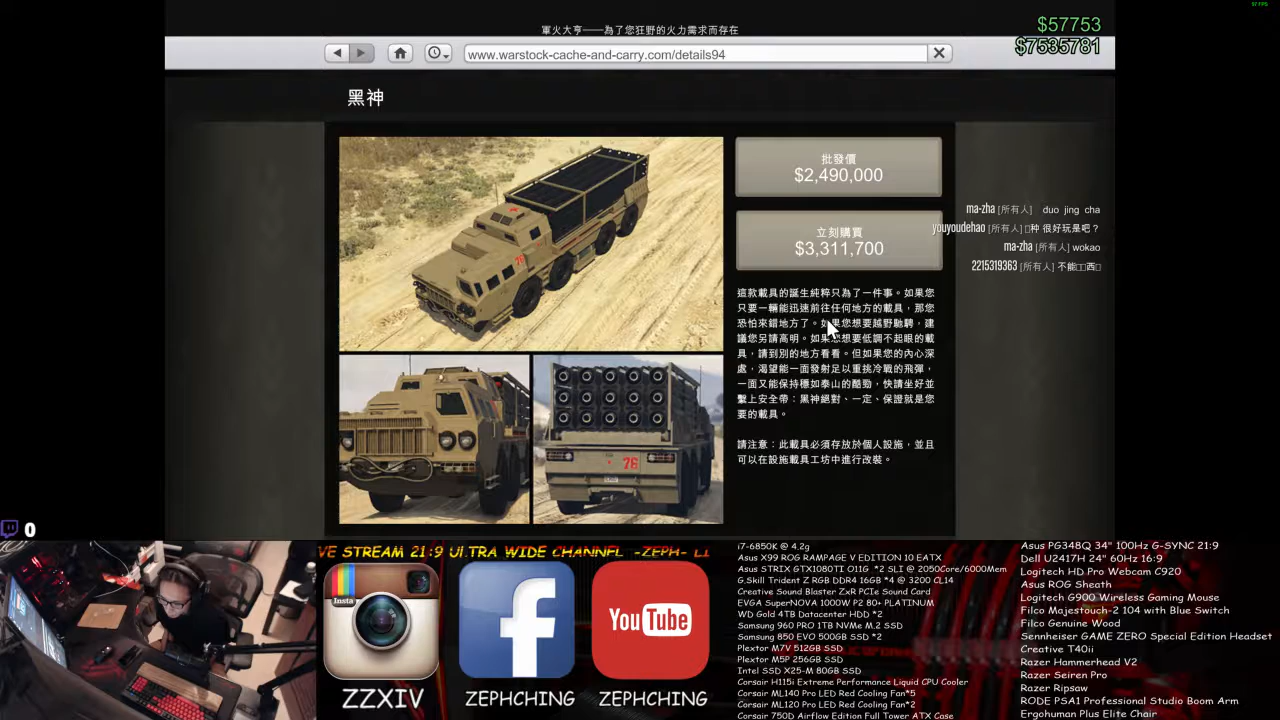 97 FPS
軍火大亨——為了您狂野的火力需求而存在
$57753
$7535781
www.warstock-cache-and-carry.com/details94
黑神
批發價
$2,490,000
立刻購買
$3,311,700
ma-zha [所有人] duo jing cha
youyoudehao [所有人] 种 很好玩是吧？
ma-zha [所有人] wokao
2215319363 [所有人] 不能 西
這款載具的誕生純粹只為了一件事。如果您
只要一輛能迅速前往任何地方的載具，那您
恐怕來錯地方了。如果您想要越野馳騁，建
議您另請高明。如果您想要低調不起眼的載
具，請到別的地方看看。但如果您的內心深
處，渴望能一面發射足以重挑冷戰的飛彈，
一面又能保持穩如泰山的酷勁，快請坐好並
繫上安全帶：黑神絕對、一定、保證就是您
要的載具。
請注意：此載具必須存放於個人設施，並且
可以在設施載具工坊中進行改裝。
76
76
0
VE STREAM 21:9 ULTRA WIDE CHANNEL -ZEPH- LI
Insta
ZZXIV
ZEPHCHING
YouTube
ZEPHCHING
i7-6850K @ 4.2g
Asus X99 ROG RAMPAGE V EDITION 10 EATX
Asus STRIX GTX1080TI O11G *2 SLI @ 2050Core/6000Mem
G.Skill Trident Z RGB DDR4 16GB *4 @ 3200 CL14
Creative Sound Blaster ZxR PCIe Sound Card
EVGA SuperNOVA 1000W P2 80+ PLATINUM
WD Gold 4TB Datacenter HDD *2
Samsung 960 PRO 1TB NVMe M.2 SSD
Samsung 850 EVO 500GB SSD *2
Plextor M7V 512GB SSD
Plextor M5P 256GB SSD
Intel SSD X25-M 80GB SSD
Corsair H115i Extreme Performance Liquid CPU Cooler
Corsair ML140 Pro LED Red Cooling Fan*5
Corsair ML120 Pro LED Red Cooling Fan*2
Corsair 750D Airflow Edition Full Tower ATX Case
Asus PG348Q 34" 100Hz G-SYNC 21:9
Dell U2417H 24" 60Hz 16:9
Logitech HD Pro Webcam C920
Asus ROG Sheath
Logitech G900 Wireless Gaming Mouse
Filco Majestouch-2 104 with Blue Switch
Filco Genuine Wood
Sennheiser GAME ZERO Special Edition Headset
Creative T40ii
Razer Hammerhead V2
Razer Seiren Pro
Razer Ripsaw
RODE PSA1 Professional Studio Boom Arm
Ergohuman Plus Elite Chair